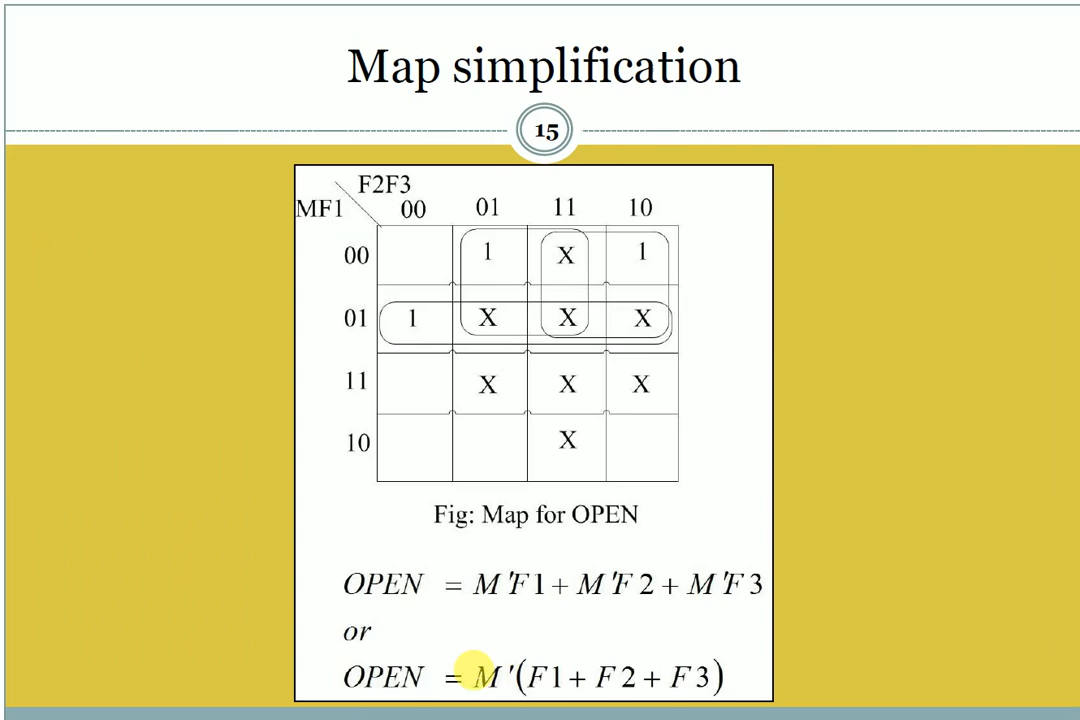 Map simplification
15
F2F3
MF1 00 01 11 10
00 1 X 1
01 1 X X X
11 X X X
10 X
Fig: Map for OPEN
OPEN = M'F1 + M'F2 + M'F3
or
OPEN = M'(F1 + F2 + F3)